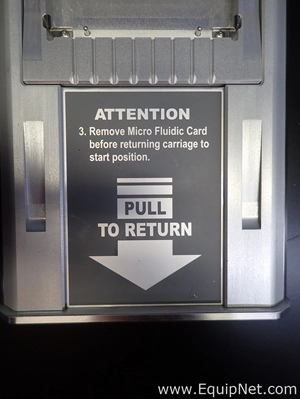 ATTENTION
3. Remove Micro Fluidic Card
before returning carriage to
start position.
PULL
TO RETURN
www.EquipNet.com